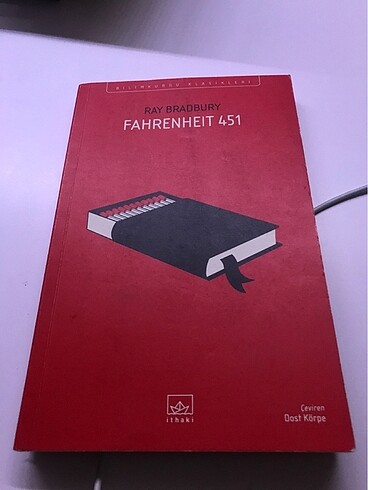 BİLİMKURGU KLASİKLERİ
RAY BRADBURY
FAHRENHEIT 451
Çeviren
Dost Körpe
ithaki